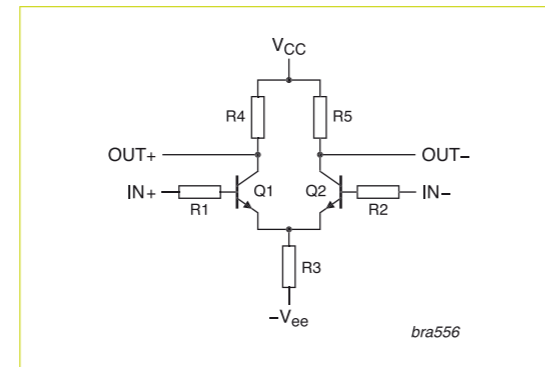 VCC
R4 R5
OUT+ OUT−
IN+ Q1 Q2 IN−
R1 R2
R3
−Vee
bra556